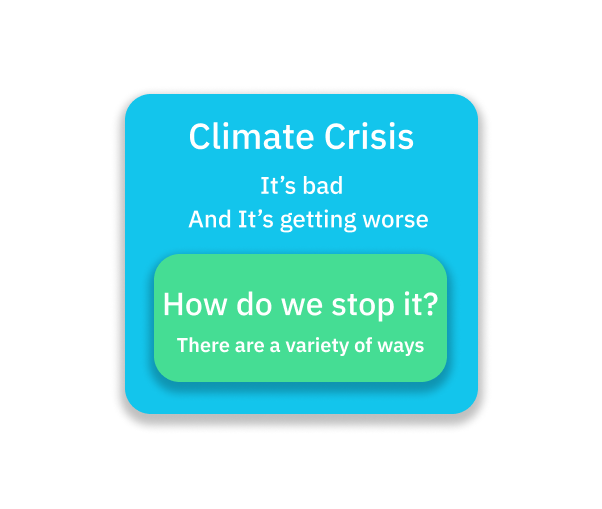 Climate Crisis
It’s bad
And It’s getting worse
How do we stop it?
There are a variety of ways